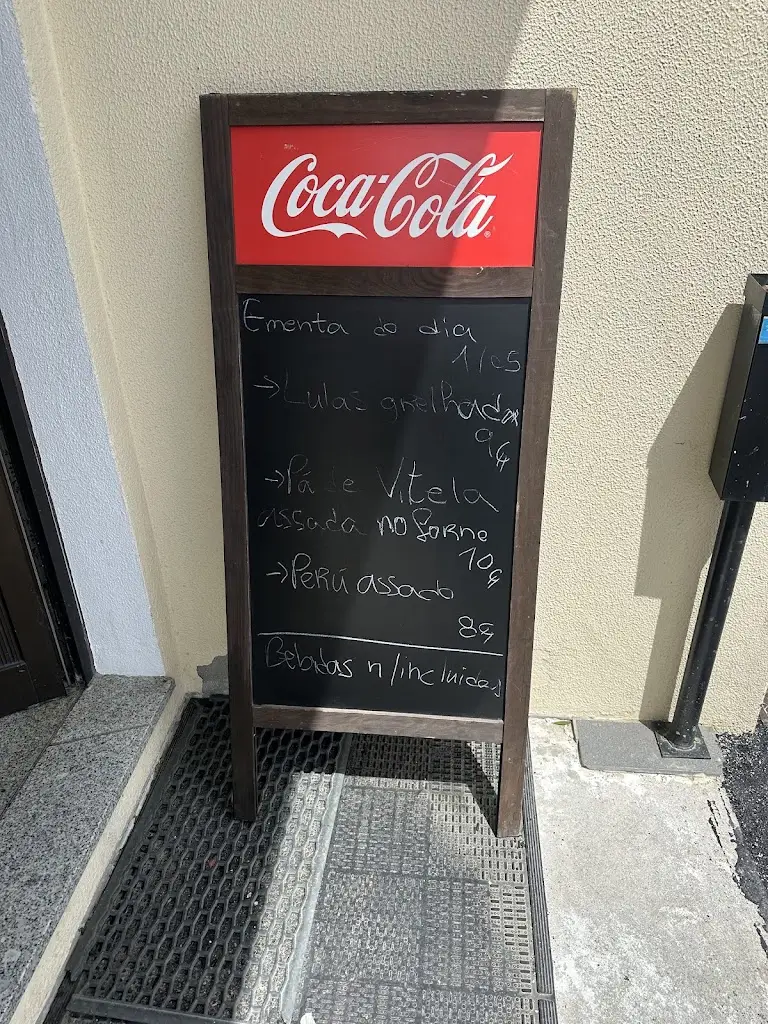 Coca-Cola
Ementa do dia
1/05
→Lulas grelhadas
9€
→Pá de Vitela
assada no forno
10€
→Perú assado
8€
Bebidas n/incluidas